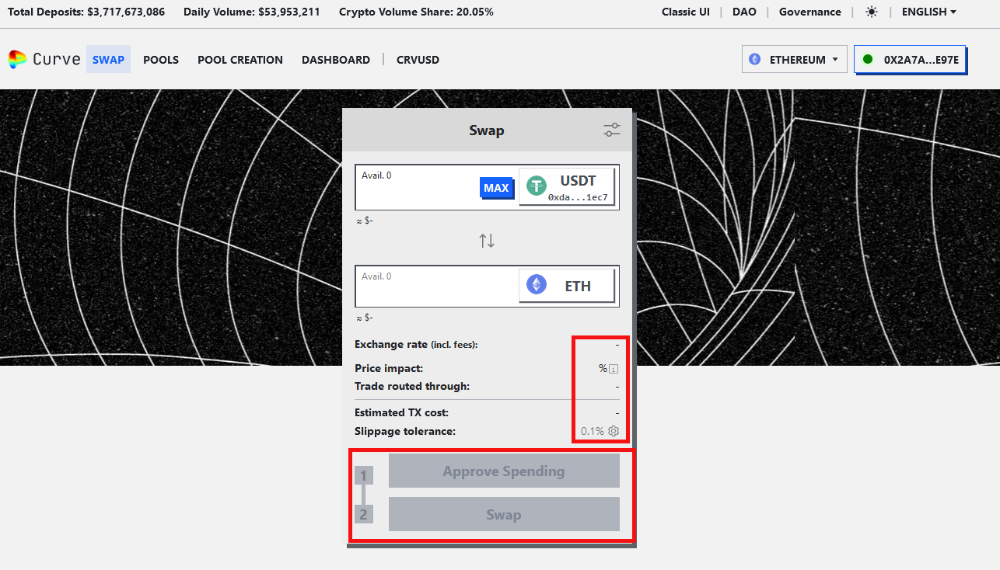 Total Deposits: $3,717,673,086 Daily Volume: $53,953,211 Crypto Volume Share: 20.05% Classic UI | DAO | Governance | | ENGLISH
Curve SWAP POOLS POOL CREATION DASHBOARD | CRVUSD ETHEREUM 0X2A7A...E97E
Swap
Avail. 0
MAX USDT
0xda...1ec7
≈ $-
Avail. 0
ETH
≈ $-
Exchange rate (incl. fees): -
Price impact: % i
Trade routed through: -
Estimated TX cost: -
Slippage tolerance: 0.1%
1 Approve Spending
2 Swap